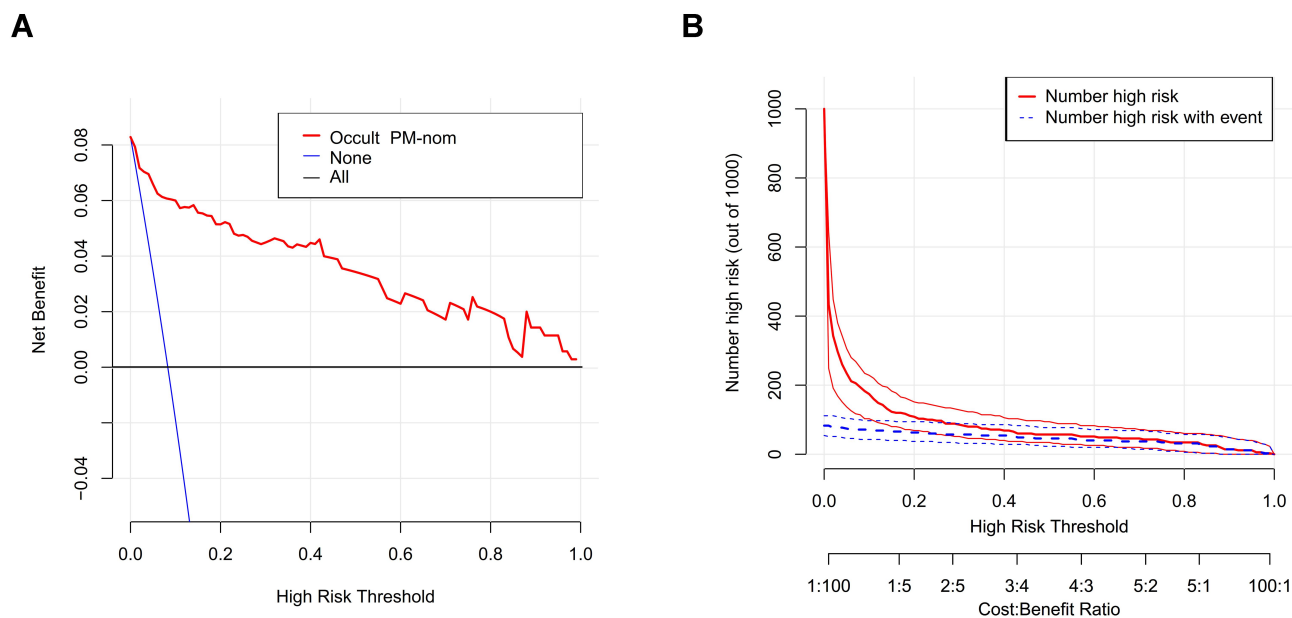 A
B
Occult PM-nom
None
All
Net Benefit
0.08
0.06
0.04
0.02
0.00
−0.04
0.0 0.2 0.4 0.6 0.8 1.0
High Risk Threshold
Number high risk
Number high risk with event
Number high risk (out of 1000)
1000
800
600
400
200
0
0.0 0.2 0.4 0.6 0.8 1.0
High Risk Threshold
1:100 1:5 2:5 3:4 4:3 5:2 5:1 100:1
Cost:Benefit Ratio